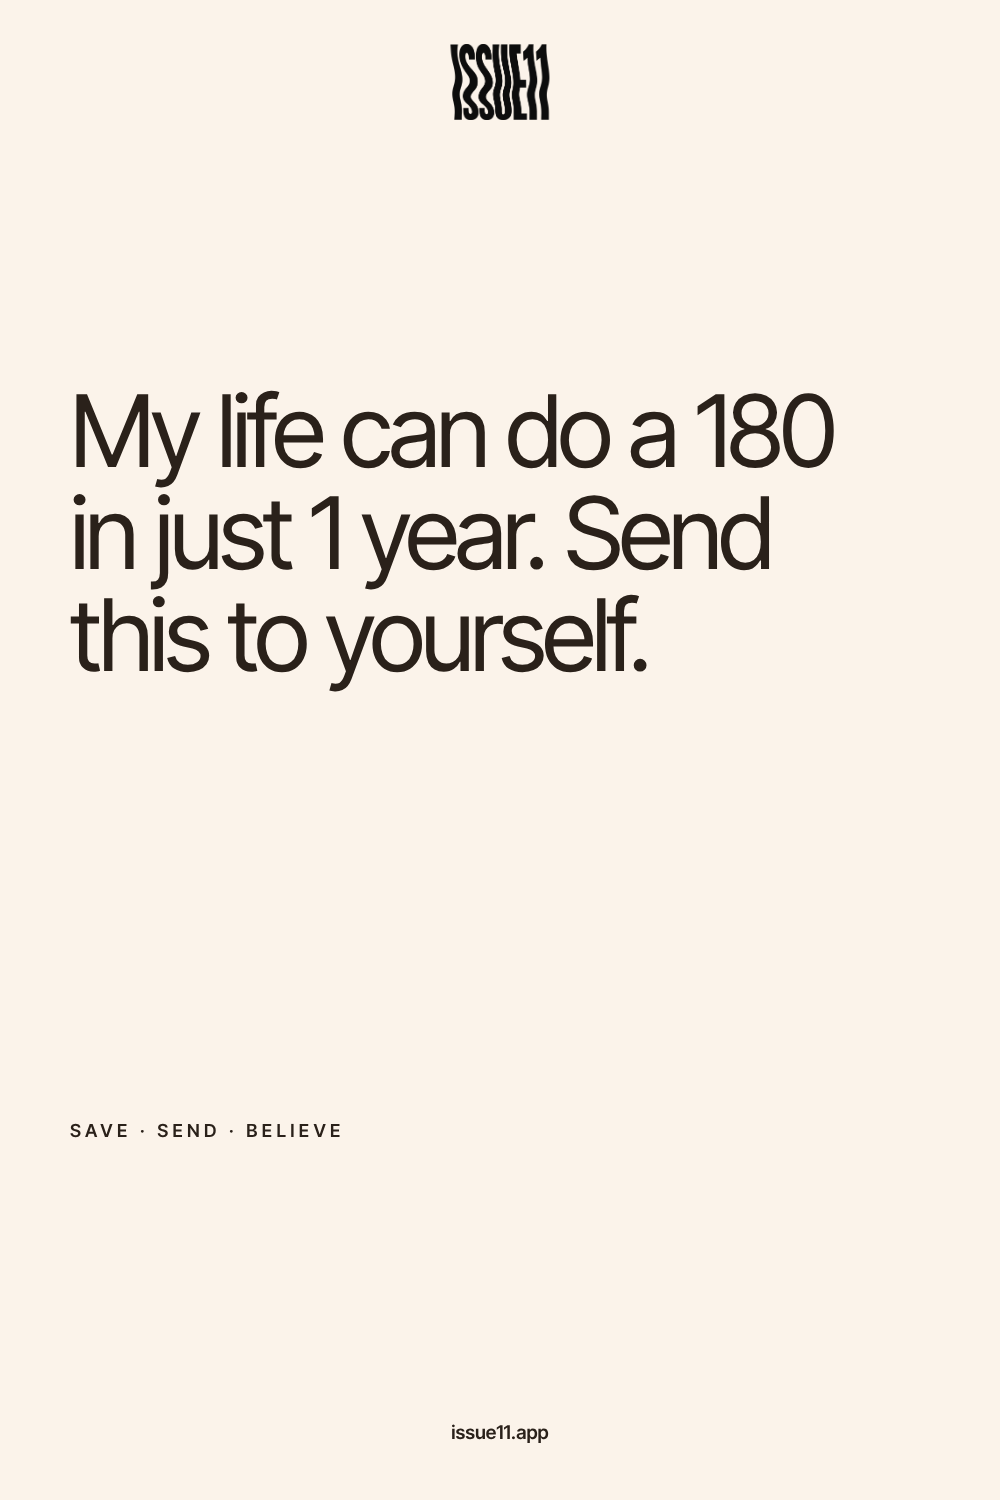 ISSUE11
My life can do a 180
in just 1 year. Send
this to yourself.
SAVE · SEND · BELIEVE
issue11.app